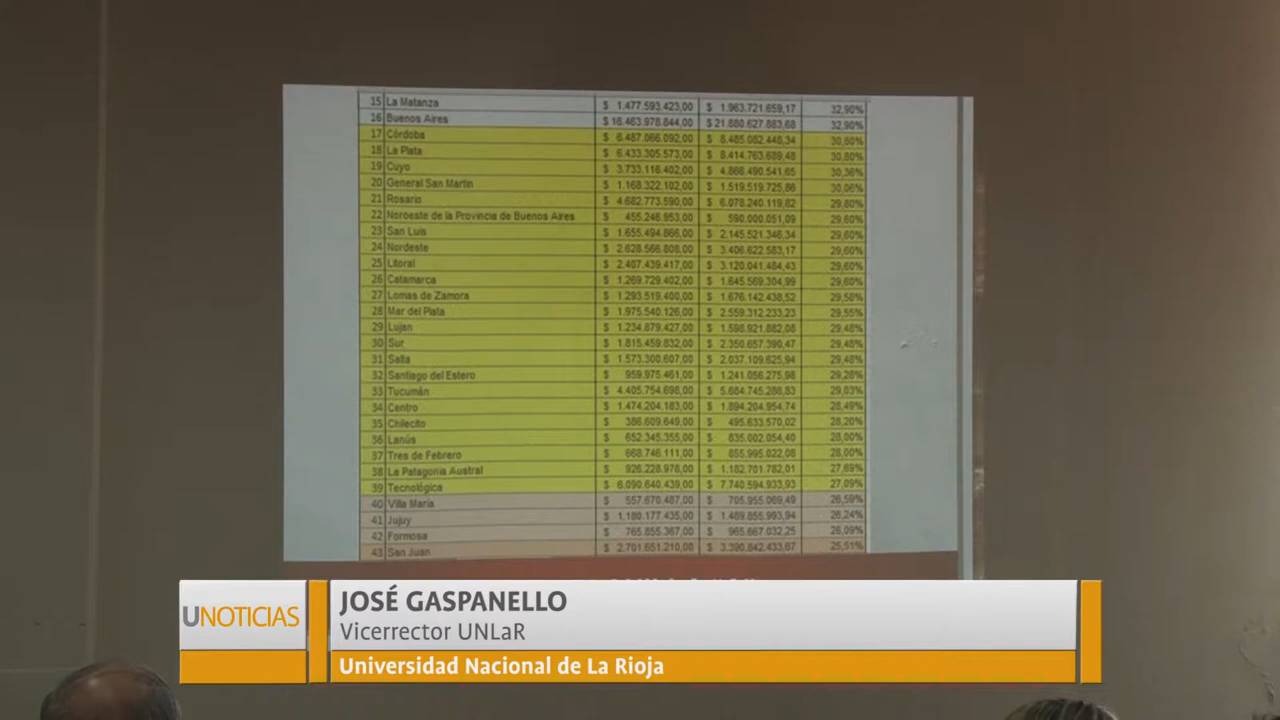 15 La Matanza $ 1.477.593.423,00 $ 1.963.721.659,17 32,90%
16 Buenos Aires $ 16.463.978.844,00 $ 21.880.627.883,68 32,90%
17 Córdoba $ 6.487.066.092,00 $ 8.485.082.448,34 30,80%
18 La Plata $ 6.433.305.573,00 $ 8.414.763.689,48 30,80%
19 Cuyo $ 3.733.116.402,00 $ 4.866.490.541,65 30,36%
20 General San Martin $ 1.168.322.102,00 $ 1.519.519.725,86 30,06%
21 Rosario $ 4.682.773.590,00 $ 6.078.240.119,82 29,80%
22 Noroeste de la Provincia de Buenos Aires $ 455.246.953,00 $ 590.000.051,09 29,60%
23 San Luis $ 1.655.494.866,00 $ 2.145.521.346,34 29,60%
24 Nordeste $ 2.628.566.808,00 $ 3.406.622.583,17 29,60%
25 Litoral $ 2.407.439.417,00 $ 3.120.041.484,43 29,60%
26 Catamarca $ 1.269.729.402,00 $ 1.645.569.304,99 29,60%
27 Lomas de Zamora $ 1.293.519.400,00 $ 1.676.142.438,52 29,58%
28 Mar del Plata $ 1.975.540.126,00 $ 2.559.312.233,23 29,55%
29 Lujan $ 1.234.879.427,00 $ 1.598.921.882,08 29,48%
30 Sur $ 1.815.459.832,00 $ 2.350.657.390,47 29,48%
31 Salta $ 1.573.300.607,00 $ 2.037.109.625,94 29,48%
32 Santiago del Estero $ 959.975.461,00 $ 1.241.056.275,98 29,28%
33 Tucumán $ 4.405.754.698,00 $ 5.684.745.286,83 29,03%
34 Centro $ 1.474.204.183,00 $ 1.894.204.954,74 28,49%
35 Chilecito $ 386.609.649,00 $ 495.633.570,02 28,20%
36 Lanús $ 652.345.355,00 $ 835.002.054,40 28,00%
37 Tres de Febrero $ 668.746.111,00 $ 855.995.022,08 28,00%
38 La Patagonia Austral $ 926.228.978,00 $ 1.182.701.782,01 27,69%
39 Tecnológica $ 6.090.640.439,00 $ 7.740.594.933,93 27,09%
40 Villa María $ 557.670.487,00 $ 705.955.069,49 26,59%
41 Jujuy $ 1.180.177.435,00 $ 1.489.855.993,94 26,24%
42 Formosa $ 765.855.367,00 $ 965.667.032,25 26,09%
43 San Juan $ 2.701.651.210,00 $ 3.390.842.433,67 25,51%
UNOTICIAS
JOSÉ GASPANELLO
Vicerrector UNLaR
Universidad Nacional de La Rioja